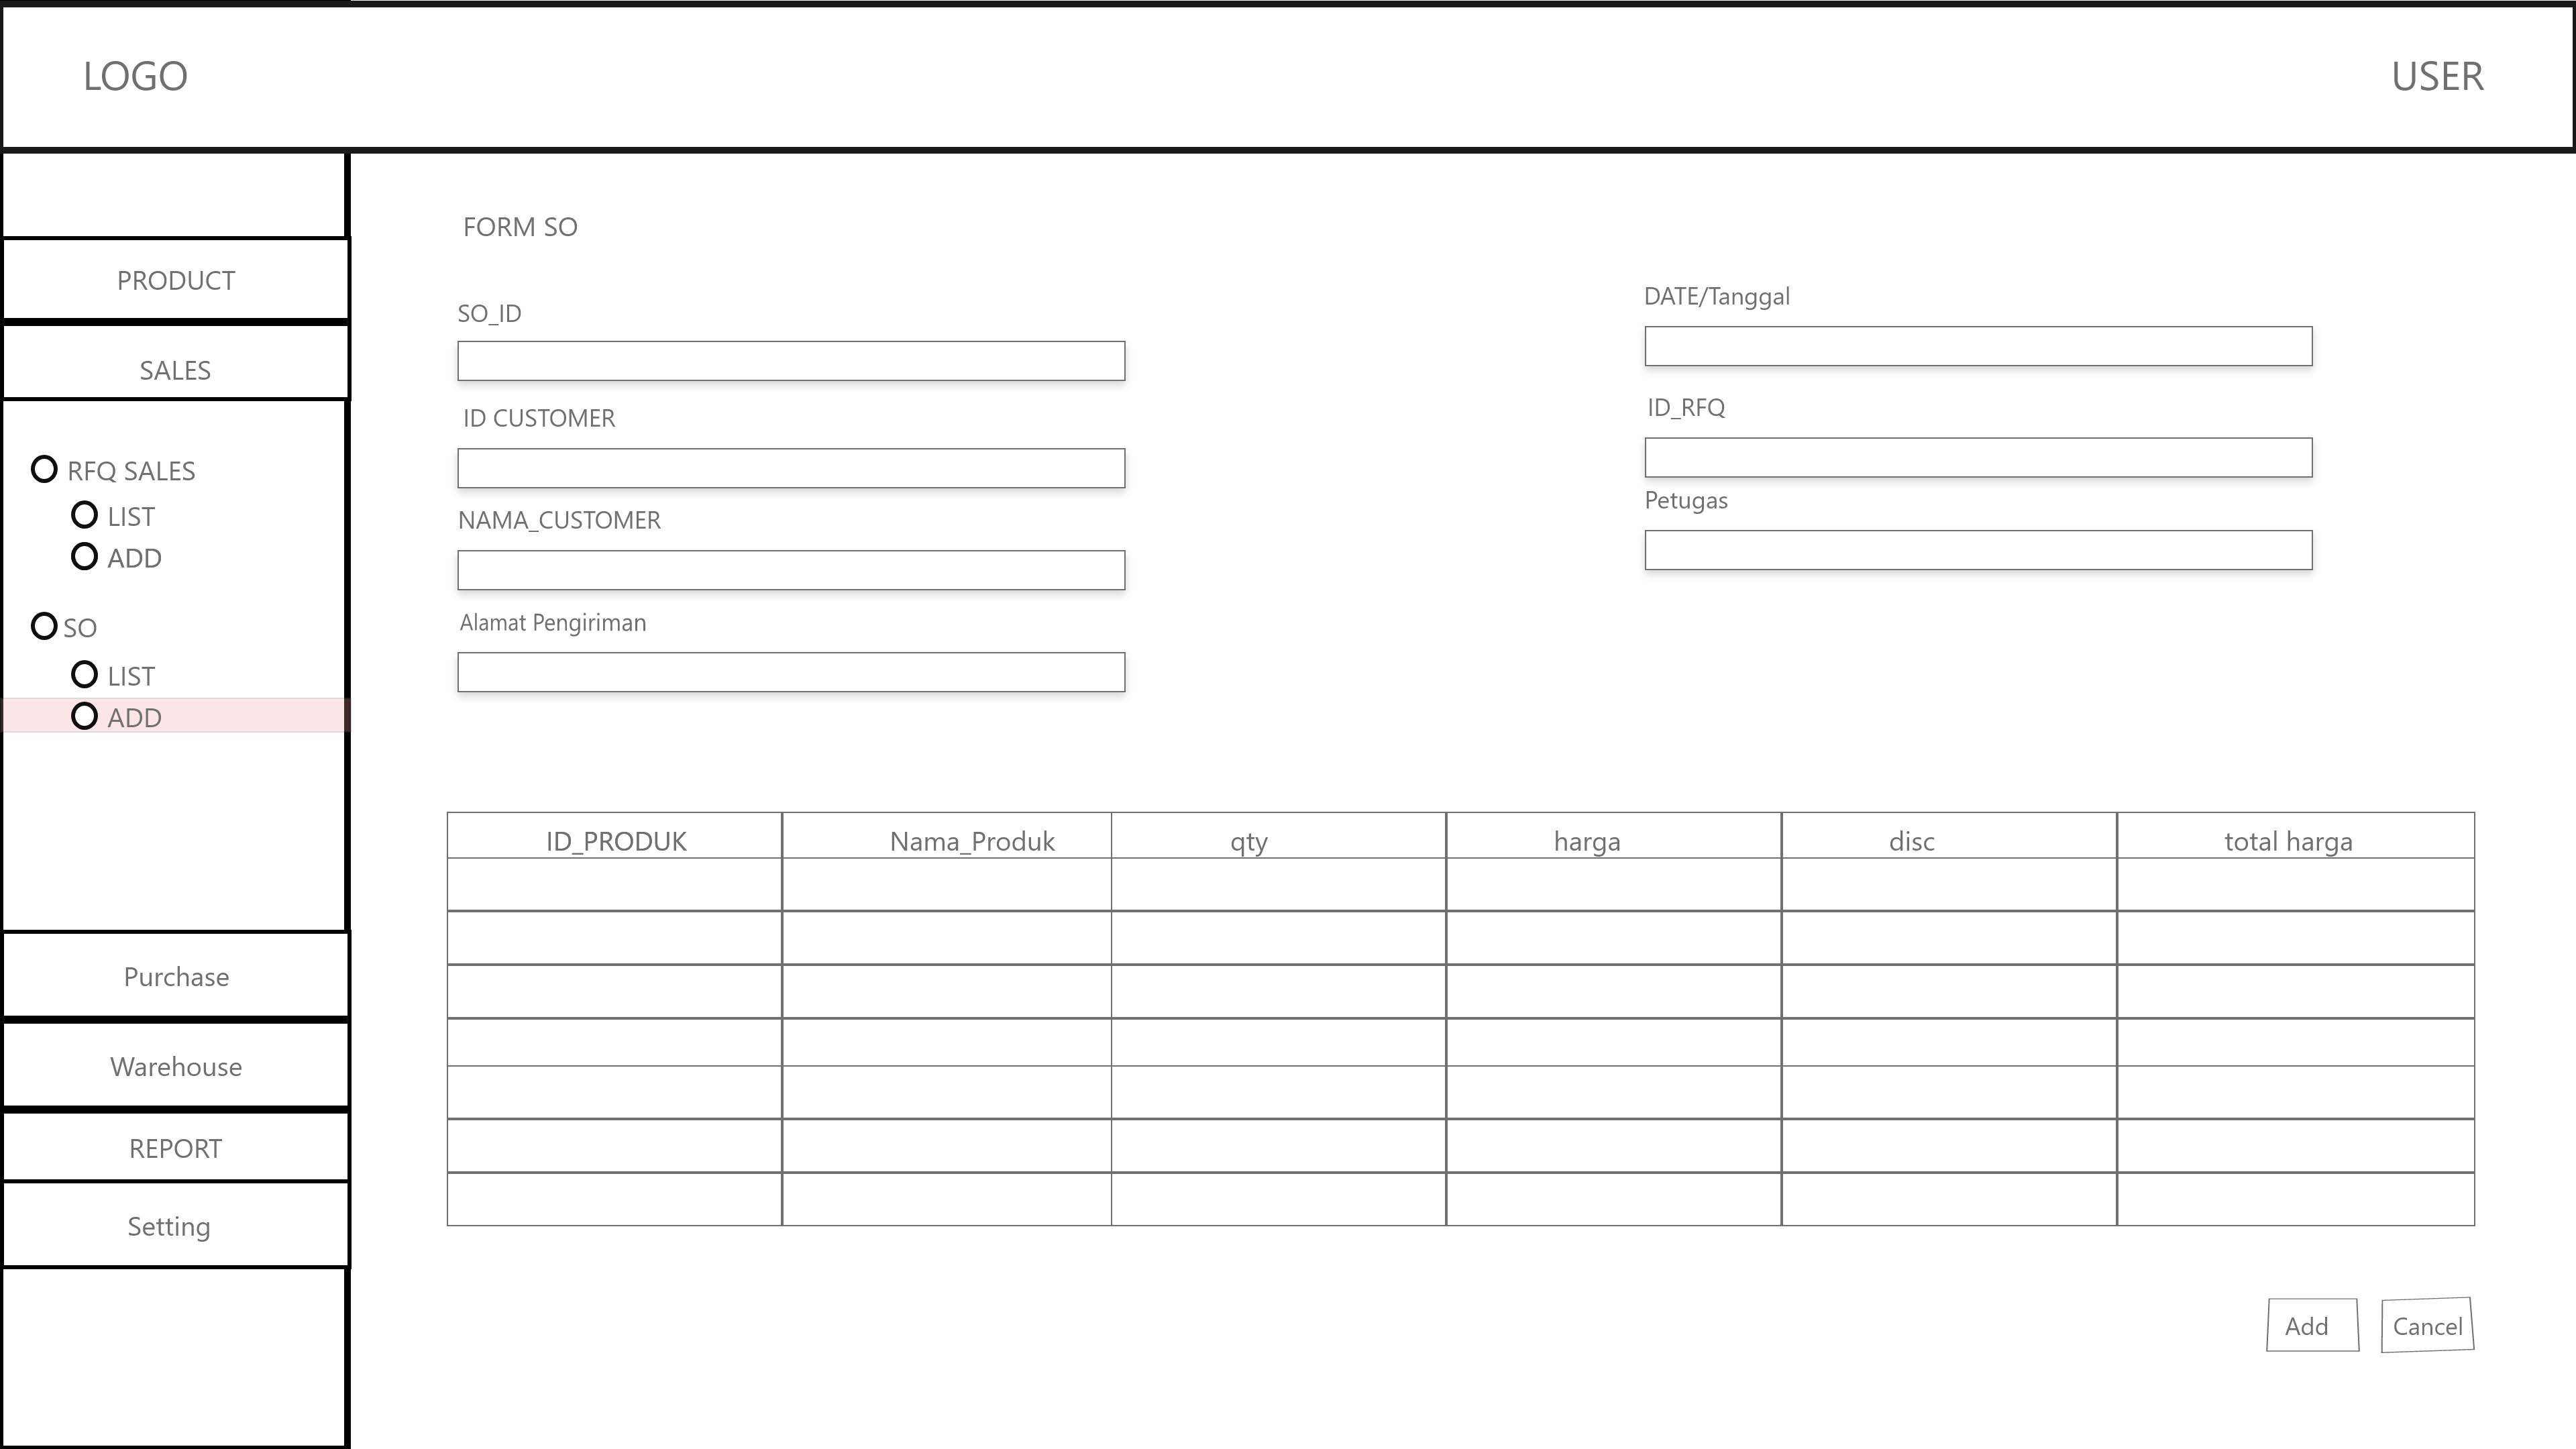 LOGO
USER
PRODUCT
SALES
RFQ SALES
LIST
ADD
SO
LIST
ADD
Purchase
Warehouse
REPORT
Setting
FORM SO
SO_ID
ID CUSTOMER
NAMA_CUSTOMER
Alamat Pengiriman
DATE/Tanggal
ID_RFQ
Petugas
ID_PRODUK Nama_Produk qty harga disc total harga
Add Cancel